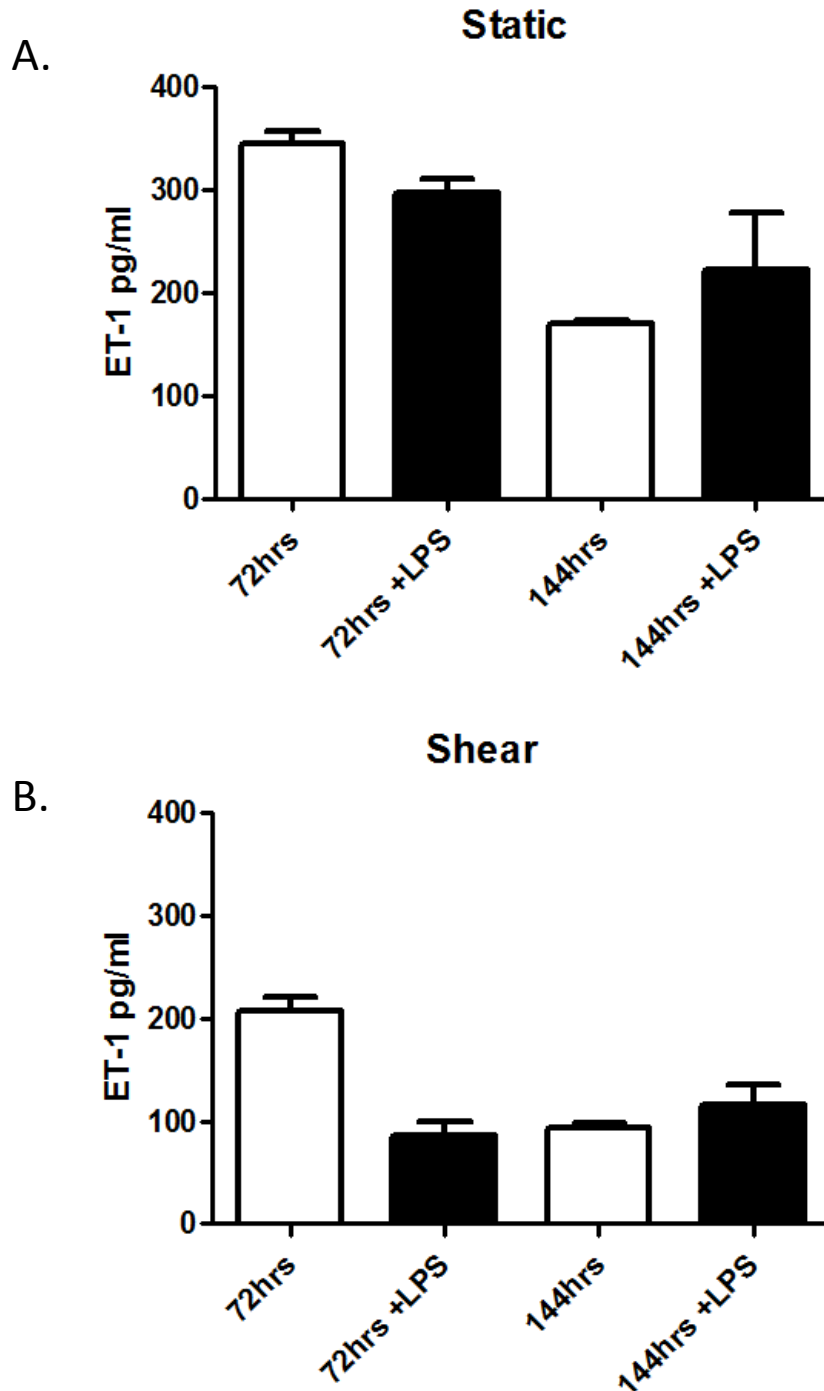 Static
A.
400
300
200
100
0
ET-1 pg/ml
72hrs
72hrs +LPS
144hrs
144hrs +LPS
Shear
B.
400
300
200
100
0
ET-1 pg/ml
72hrs
72hrs +LPS
144hrs
144hrs +LPS